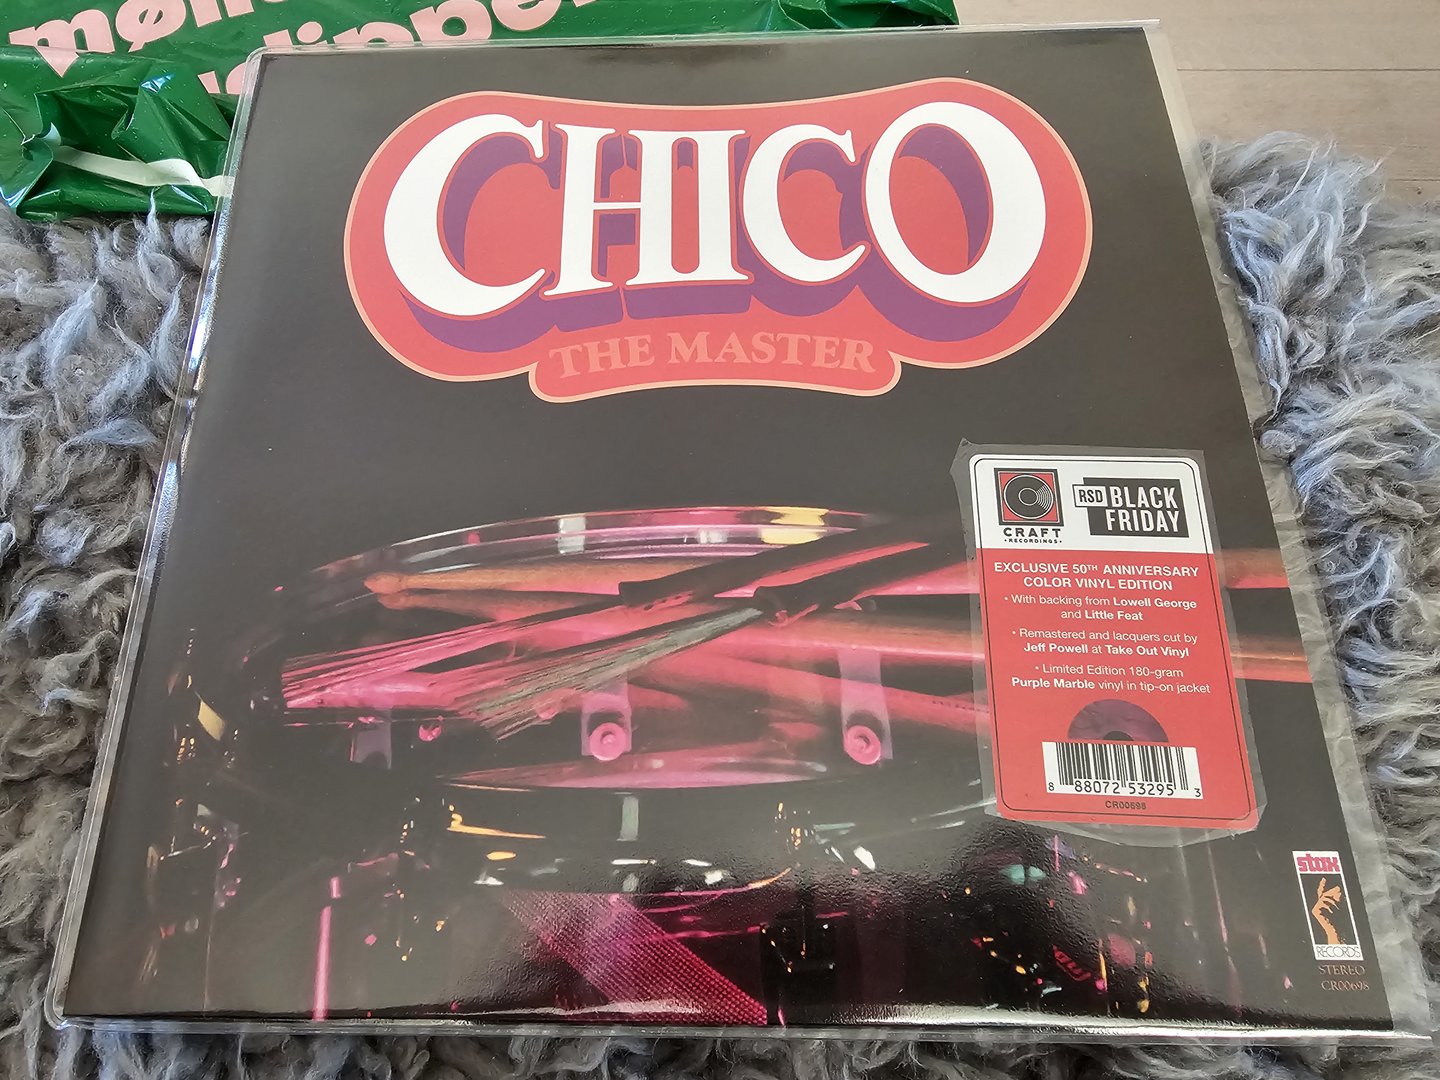 CHICO
THE MASTER
CRAFT
• RECORDINGS •
RSD BLACK
FRIDAY
EXCLUSIVE 50TH ANNIVERSARY
COLOR VINYL EDITION
• With backing from Lowell George
and Little Feat
• Remastered and lacquers cut by
Jeff Powell at Take Out Vinyl
• Limited Edition 180-gram
Purple Marble vinyl in tip-on jacket
8 88072 53295 3
CR00698
stax
RECORDS
STEREO
CR00698